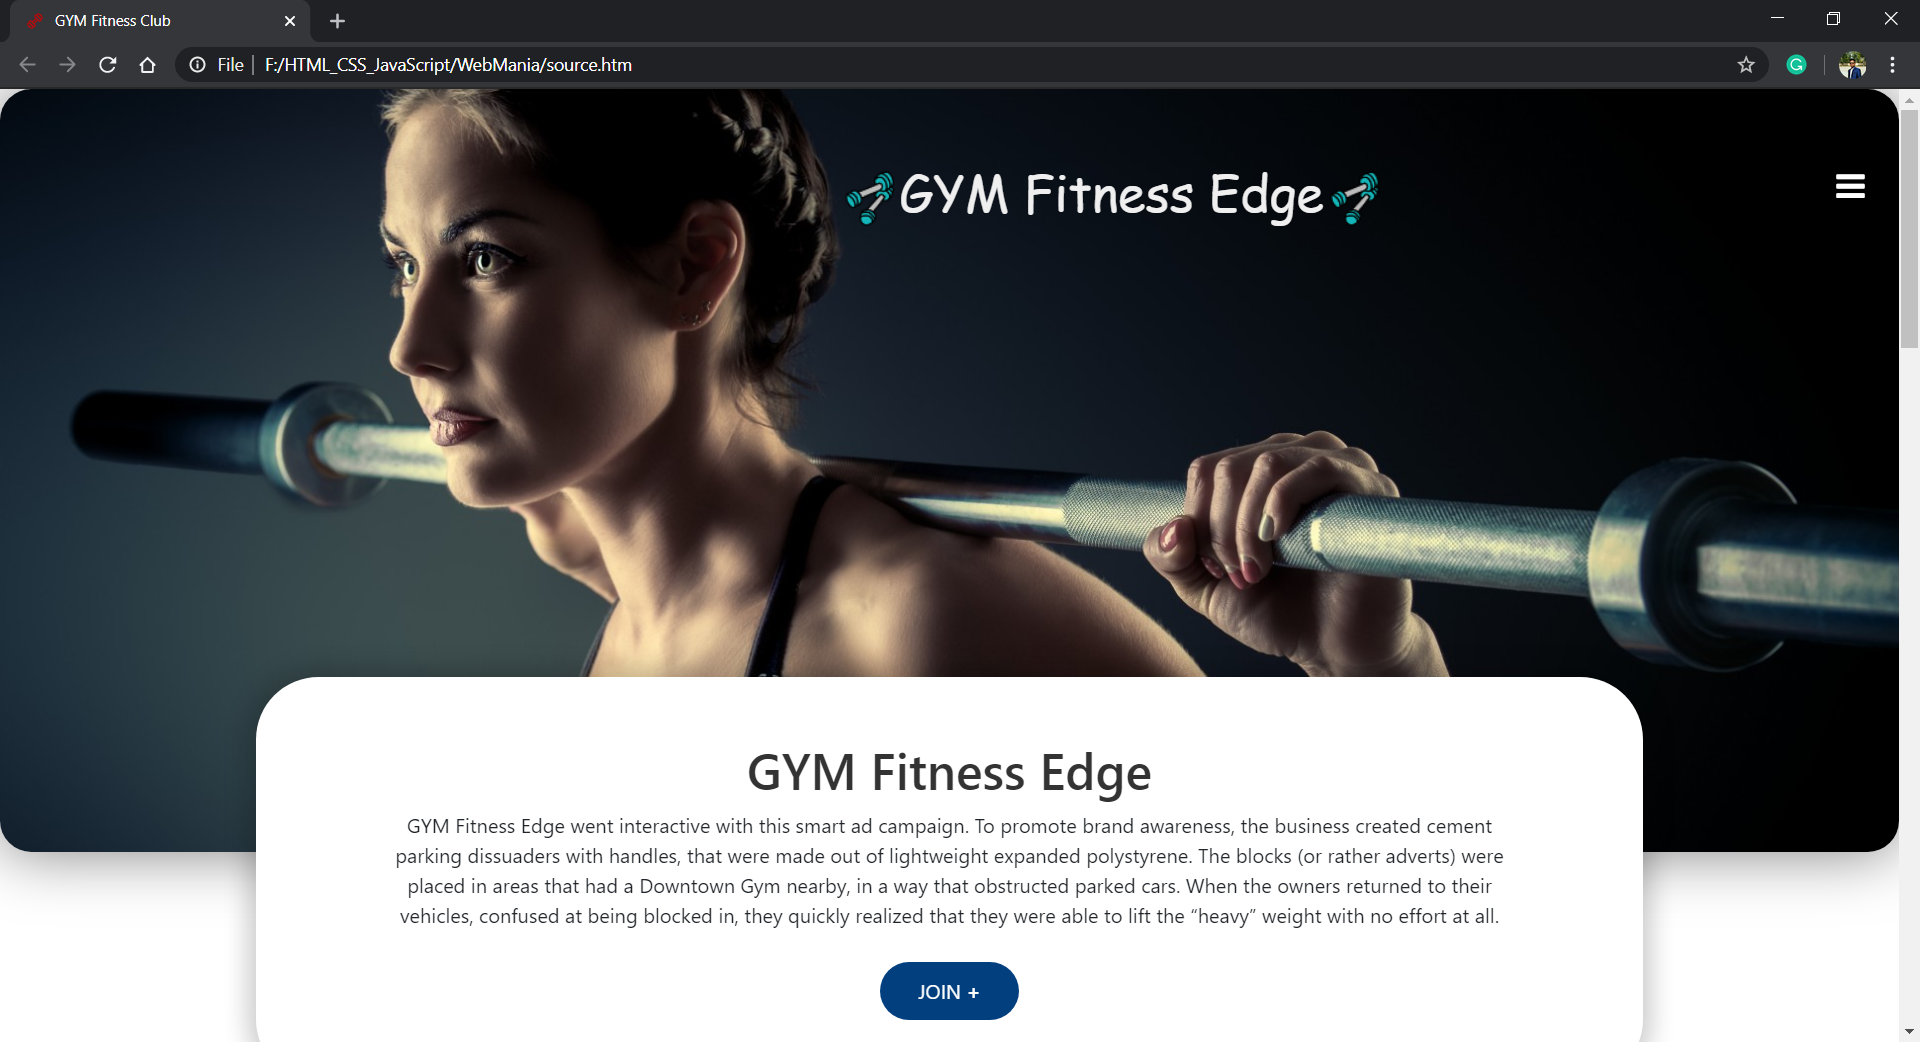 GYM Fitness Club
File
F:/HTML_CSS_JavaScript/WebMania/source.htm
GYM Fitness Edge
GYM Fitness Edge
GYM Fitness Edge went interactive with this smart ad campaign. To promote brand awareness, the business created cement
parking dissuaders with handles, that were made out of lightweight expanded polystyrene. The blocks (or rather adverts) were
placed in areas that had a Downtown Gym nearby, in a way that obstructed parked cars. When the owners returned to their
vehicles, confused at being blocked in, they quickly realized that they were able to lift the “heavy” weight with no effort at all.
JOIN +